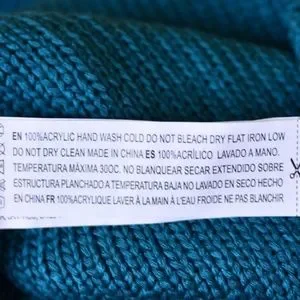 EN 100%ACRYLIC HAND WASH COLD DO NOT BLEACH DRY FLAT IRON LOW
DO NOT DRY CLEAN MADE IN CHINA ES 100%ACRÍLICO LAVADO A MANO.
TEMPERATURA MÁXIMA 30OC. NO BLANQUEAR SECAR EXTENDIDO SOBRE
ESTRUCTURA PLANCHADO A TEMPERATURA BAJA NO LAVADO EN SECO HECHO
EN CHINA FR 100%ACRYLIQUE LAVER À LA MAIN À L'EAU FROIDE NE PAS BLANCHIR